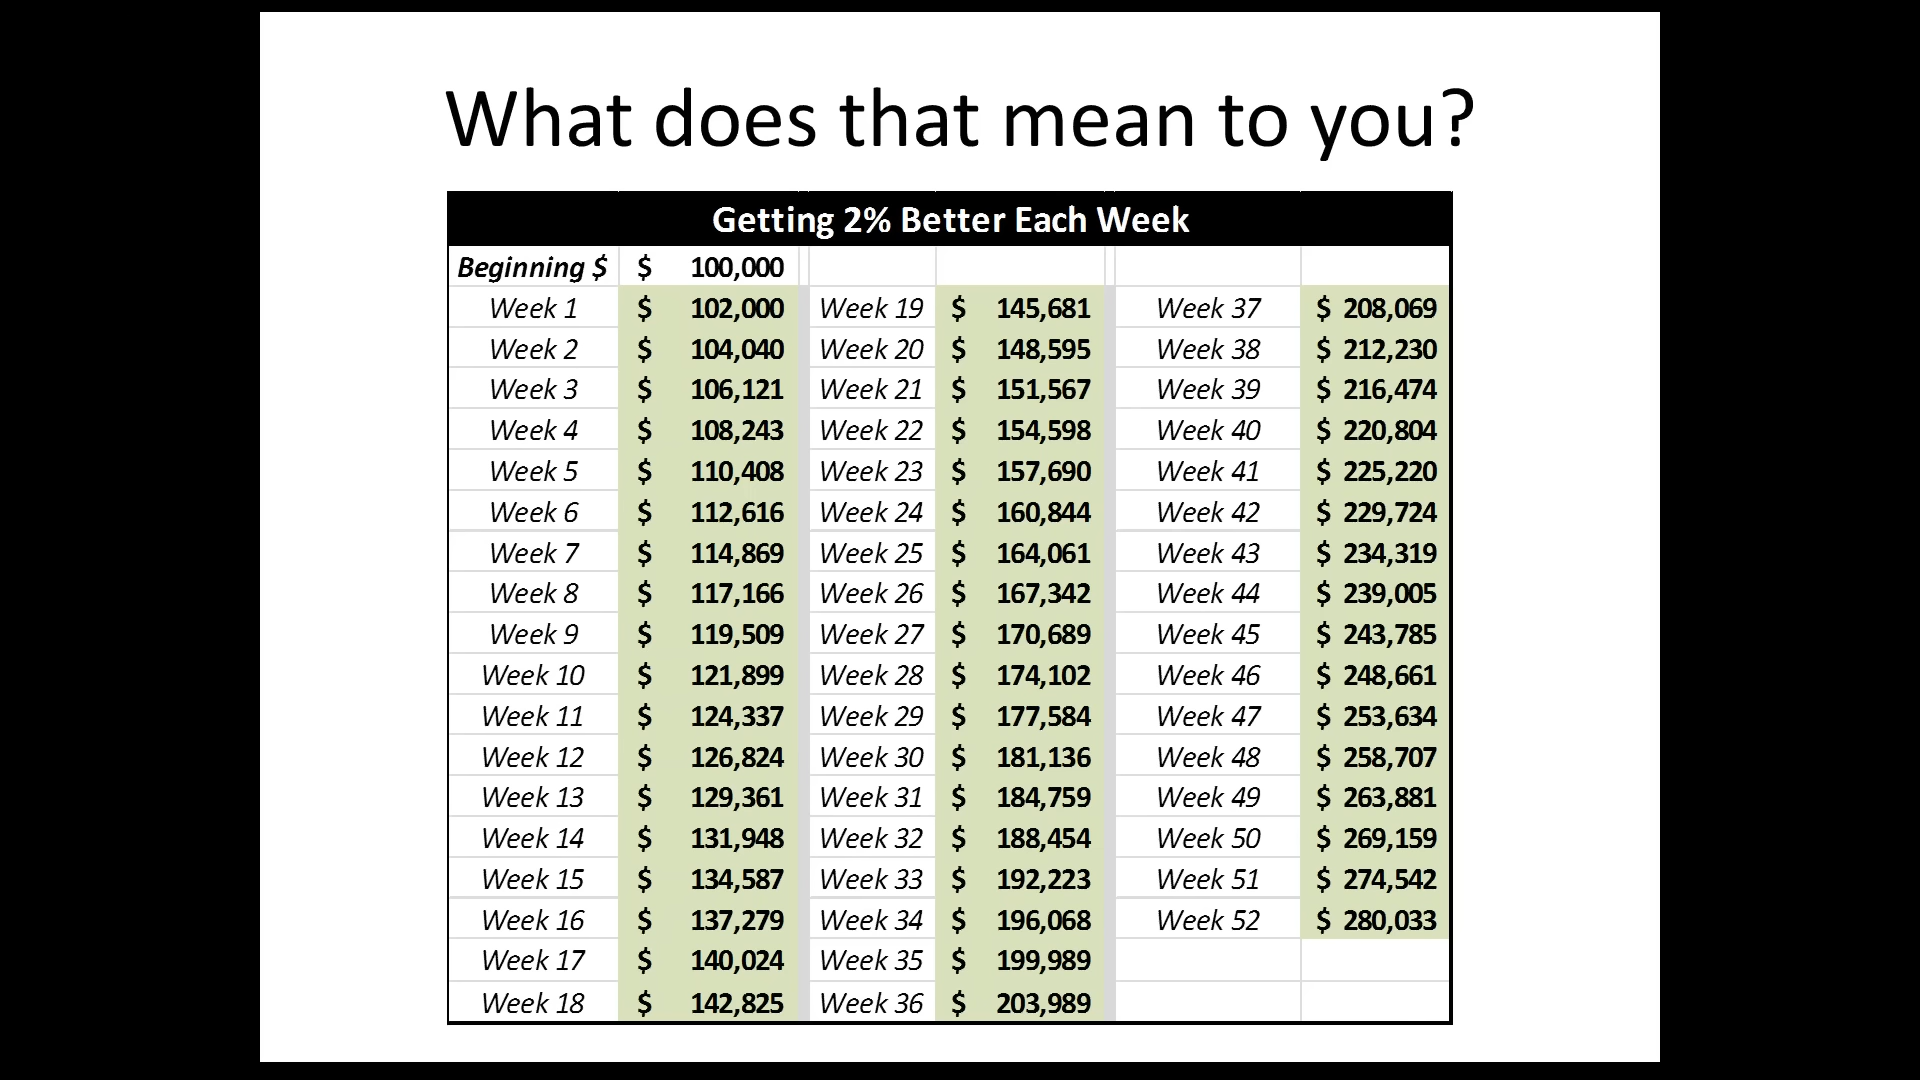 What does that mean to you?
Getting 2% Better Each Week
Beginning $ $ 100,000
Week 1 $ 102,000 Week 19 $ 145,681 Week 37 $ 208,069
Week 2 $ 104,040 Week 20 $ 148,595 Week 38 $ 212,230
Week 3 $ 106,121 Week 21 $ 151,567 Week 39 $ 216,474
Week 4 $ 108,243 Week 22 $ 154,598 Week 40 $ 220,804
Week 5 $ 110,408 Week 23 $ 157,690 Week 41 $ 225,220
Week 6 $ 112,616 Week 24 $ 160,844 Week 42 $ 229,724
Week 7 $ 114,869 Week 25 $ 164,061 Week 43 $ 234,319
Week 8 $ 117,166 Week 26 $ 167,342 Week 44 $ 239,005
Week 9 $ 119,509 Week 27 $ 170,689 Week 45 $ 243,785
Week 10 $ 121,899 Week 28 $ 174,102 Week 46 $ 248,661
Week 11 $ 124,337 Week 29 $ 177,584 Week 47 $ 253,634
Week 12 $ 126,824 Week 30 $ 181,136 Week 48 $ 258,707
Week 13 $ 129,361 Week 31 $ 184,759 Week 49 $ 263,881
Week 14 $ 131,948 Week 32 $ 188,454 Week 50 $ 269,159
Week 15 $ 134,587 Week 33 $ 192,223 Week 51 $ 274,542
Week 16 $ 137,279 Week 34 $ 196,068 Week 52 $ 280,033
Week 17 $ 140,024 Week 35 $ 199,989
Week 18 $ 142,825 Week 36 $ 203,989